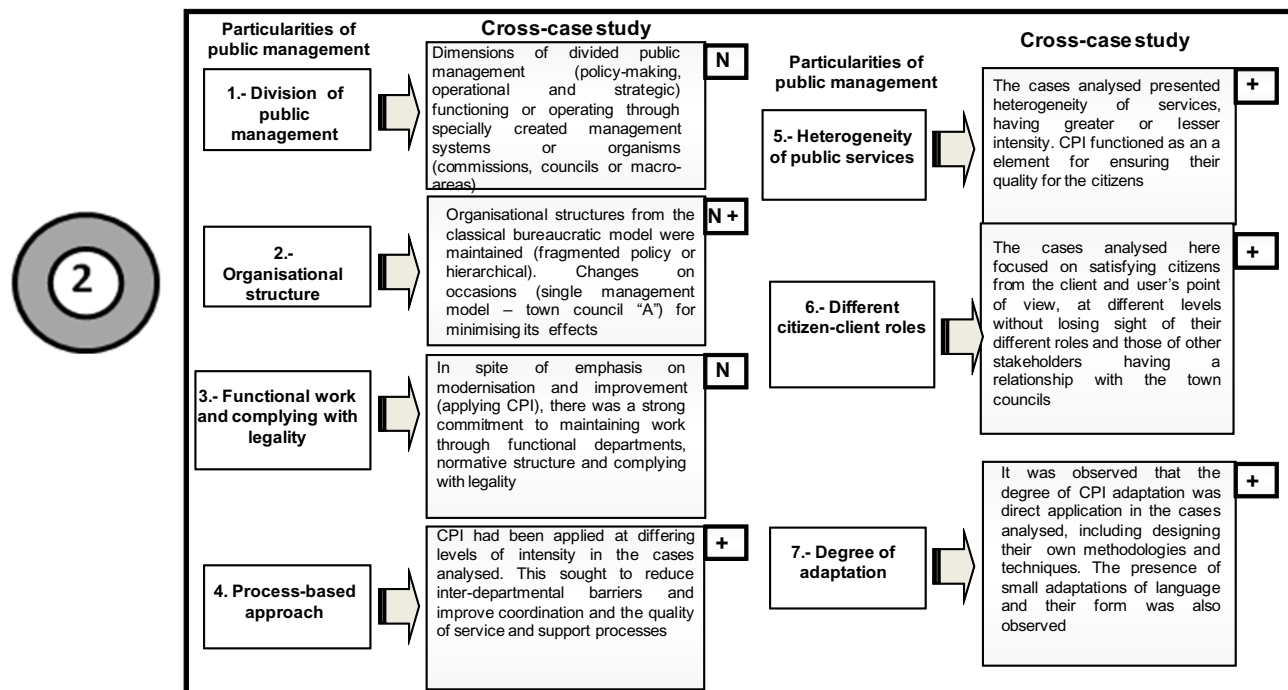 2
Particularities
of public management
Cross-case study
1.- Division of
public
management
Dimensions of divided public
management (policy-making,
operational and strategic)
functioning or operating through
specially created management
systems or organisms
(commissions, councils or macro-
areas)
N
2.-
Organisational
structure
Organisational structures from the
classical bureaucratic model were
maintained (fragmented policy or
hierarchical). Changes on
occasions (single management
model – town council “A”) for
minimising its effects
N +
3.- Functional work
and complying with
legality
In spite of emphasis on
modernisation and improvement
(applying CPI), there was a strong
commitment to maintaining work
through functional departments,
normative structure and complying
with legality
N
4. Process-based
approach
CPI had been applied at differing
levels of intensity in the cases
analysed. This sought to reduce
inter-departmental barriers and
improve coordination and the quality
of service and support processes
+
Particularities of
public management
Cross-case study
5.- Heterogeneity
of public services
The cases analysed presented
heterogeneity of services,
having greater or lesser
intensity. CPI functioned as an a
element for ensuring their
quality for the citizens
+
6.- Different
citizen-client roles
The cases analysed here
focused on satisfying citizens
from the client and user’s point
of view, at different levels
without losing sight of their
different roles and those of other
stakeholders having a
relationship with the town
councils
+
7.- Degree of
adaptation
It was observed that the
degree of CPI adaptation was
direct application in the cases
analysed, including designing
their own methodologies and
techniques. The presence of
small adaptations of language
and their form was also
observed
+